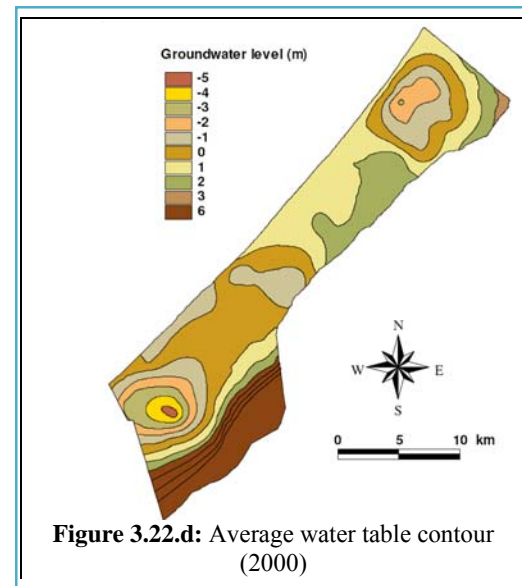 Groundwater level (m)
-5
-4
-3
-2
-1
0
1
2
3
6
N
W E
S
0 5 10 km
Figure 3.22.d: Average water table contour
(2000)